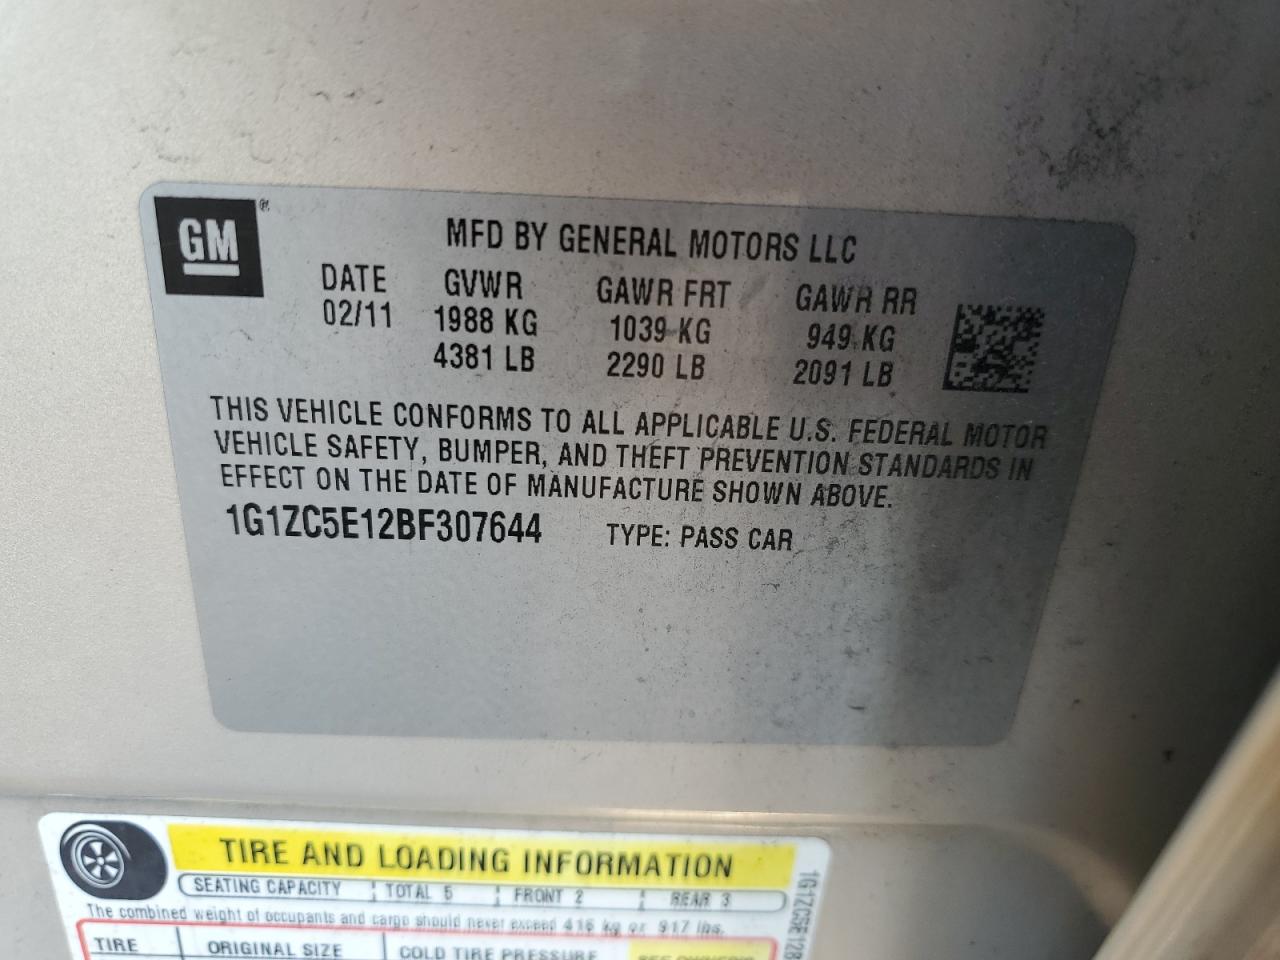 GM ®
MFD BY GENERAL MOTORS LLC
DATE GVWR GAWR FRT GAWR RR
02/11 1988 KG 1039 KG 949 KG
4381 LB 2290 LB 2091 LB
THIS VEHICLE CONFORMS TO ALL APPLICABLE U.S. FEDERAL MOTOR
VEHICLE SAFETY, BUMPER, AND THEFT PREVENTION STANDARDS IN
EFFECT ON THE DATE OF MANUFACTURE SHOWN ABOVE.
1G1ZC5E12BF307644 TYPE: PASS CAR
TIRE AND LOADING INFORMATION
SEATING CAPACITY TOTAL 5 FRONT 2 REAR 3
The combined weight of occupants and cargo should never exceed 416 kg or 917 lbs.
TIRE ORIGINAL SIZE COLD TIRE PRESSURE SEE OWNER'S
1G1ZC5E12B